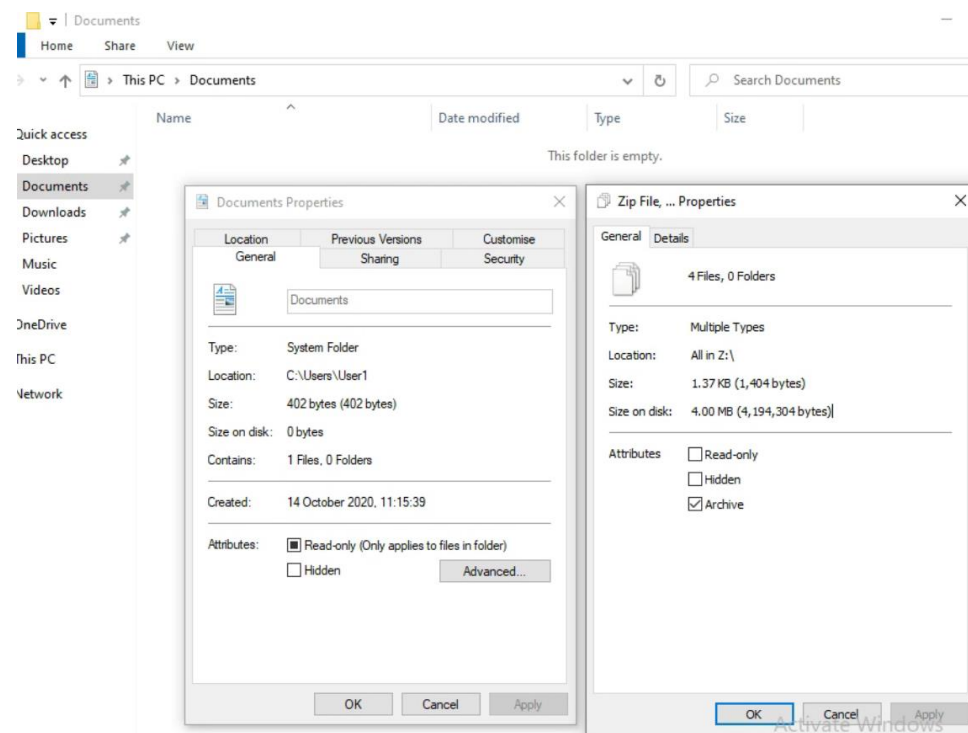 Documents
Home Share View
This PC > Documents
Search Documents
Name Date modified Type Size
This folder is empty.
Quick access
Desktop
Documents
Downloads
Pictures
Music
Videos
OneDrive
This PC
Network
Documents Properties
Location Previous Versions Customise
General Sharing Security
Documents
Type: System Folder
Location: C:\Users\User1
Size: 402 bytes (402 bytes)
Size on disk: 0 bytes
Contains: 1 Files, 0 Folders
Created: 14 October 2020, 11:15:39
Attributes: Read-only (Only applies to files in folder)
Hidden
Advanced...
OK Cancel Apply
Zip File, ... Properties
General Details
4 Files, 0 Folders
Type: Multiple Types
Location: All in Z:\
Size: 1.37 KB (1,404 bytes)
Size on disk: 4.00 MB (4,194,304 bytes)
Attributes Read-only
Hidden
Archive
OK Cancel Apply
Activate Windows